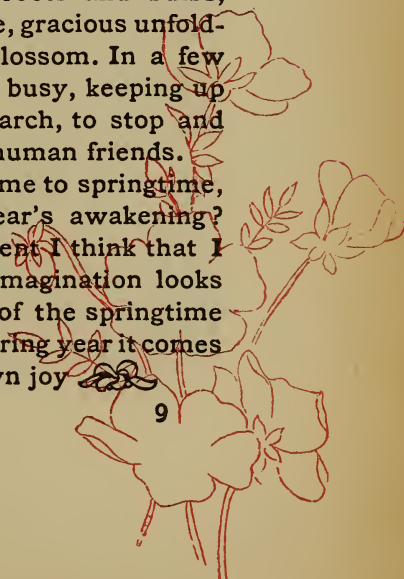 e, gracious unfold-
lossom. In a few
busy, keeping up
arch, to stop and
human friends.
me to springtime,
ear's awakening?
ent I think that I
magination looks
of the springtime
ring year it comes
n joy
9